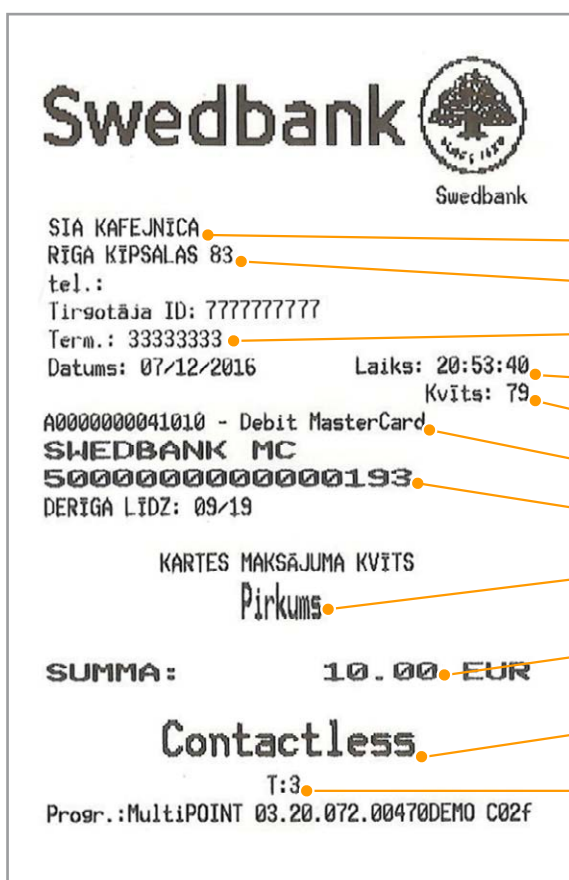 Swedbank
Swedbank
SIA KAFEJNĪCA
RĪGA ĶĪPSALAS 83
tel.:
Tirgotāja ID: 7777777777
Term.: 33333333
Datums: 07/12/2016 Laiks: 20:53:40
Kvīts: 79
A0000000041010 - Debit MasterCard
SWEDBANK MC
5000000000000193
DERĪGA LĪDZ: 09/19
KARTES MAKSĀJUMA KVĪTS
Pirkums
SUMMA: 10.00 EUR
Contactless
T:3
Progr.:MultiPOINT 03.20.072.00470DEMO C02f